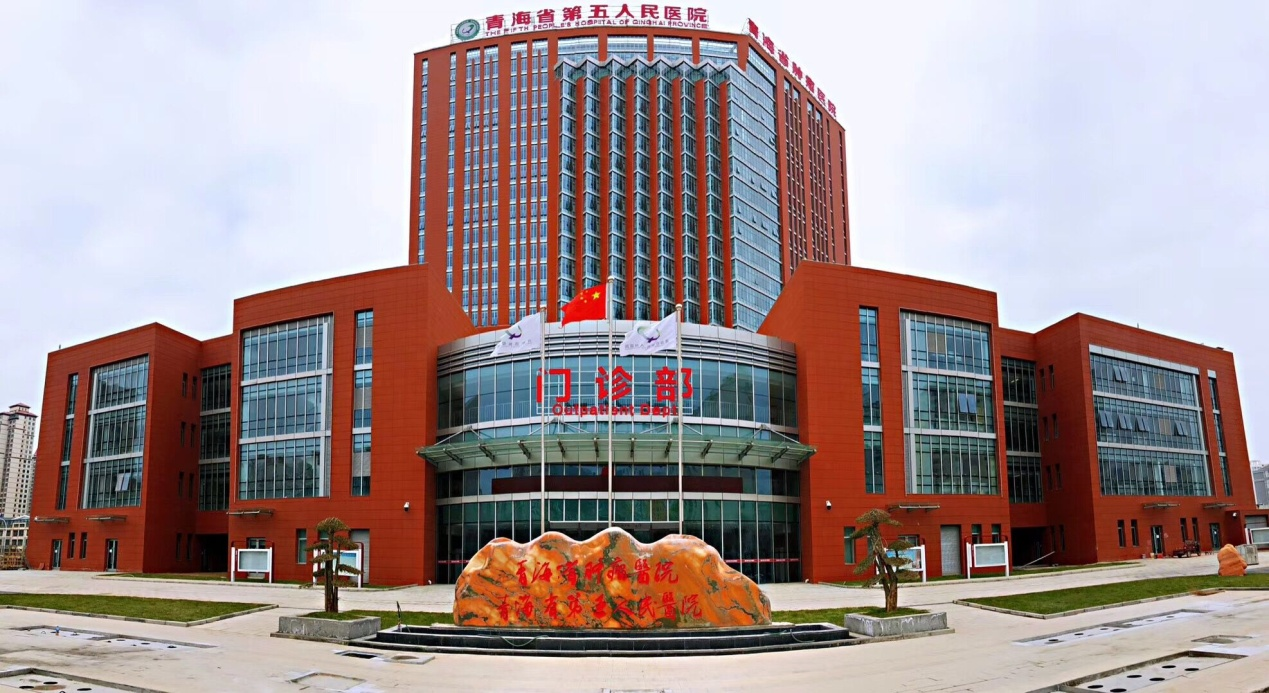 青海省第五人民医院
THE FIFTH PEOPLE'S HOSPITAL OF QINGHAI PROVINCE
青海省肿瘤医院
门诊部
Outpatient Dept
青海省肿瘤医院
青海省第五人民醫院